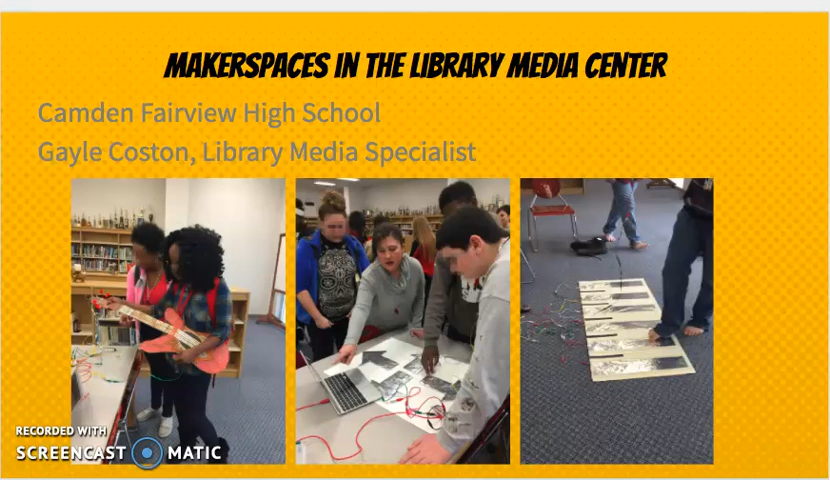 MAKERSPACES IN THE LIBRARY MEDIA CENTER
Camden Fairview High School
Gayle Coston, Library Media Specialist
RECORDED WITH
SCREENCAST MATIC